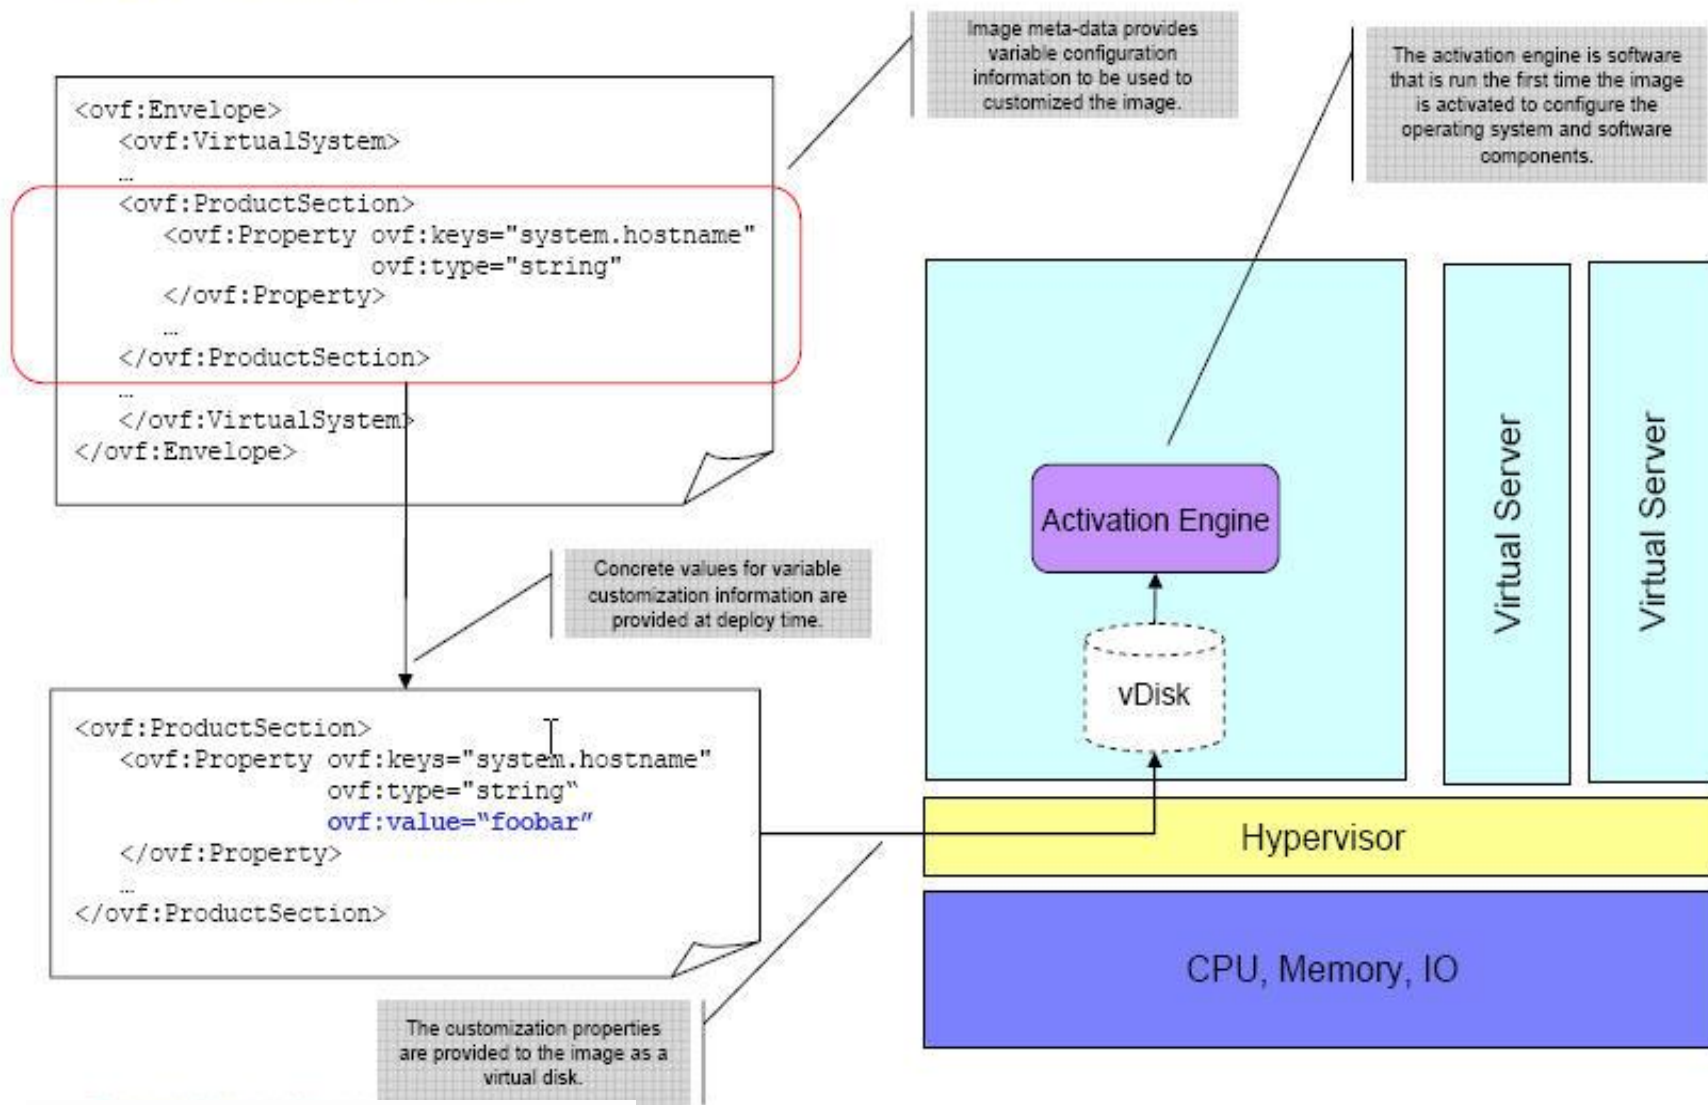 <ovf:Envelope>
<ovf:VirtualSystem>
…
<ovf:ProductSection>
<ovf:Property ovf:keys="system.hostname"
ovf:type="string"
</ovf:Property>
…
</ovf:ProductSection>
…
</ovf:VirtualSystem>
</ovf:Envelope>
Image meta-data provides
variable configuration
information to be used to
customized the image.
The activation engine is software
that is run the first time the image
is activated to configure the
operating system and software
components.
Concrete values for variable
customization information are
provided at deploy time.
<ovf:ProductSection>
<ovf:Property ovf:keys="system.hostname"
ovf:type="string“
ovf:value=“foobar”
</ovf:Property>
…
</ovf:ProductSection>
The customization properties
are provided to the image as a
virtual disk.
Activation Engine
vDisk
Virtual Server
Virtual Server
Hypervisor
CPU, Memory, IO